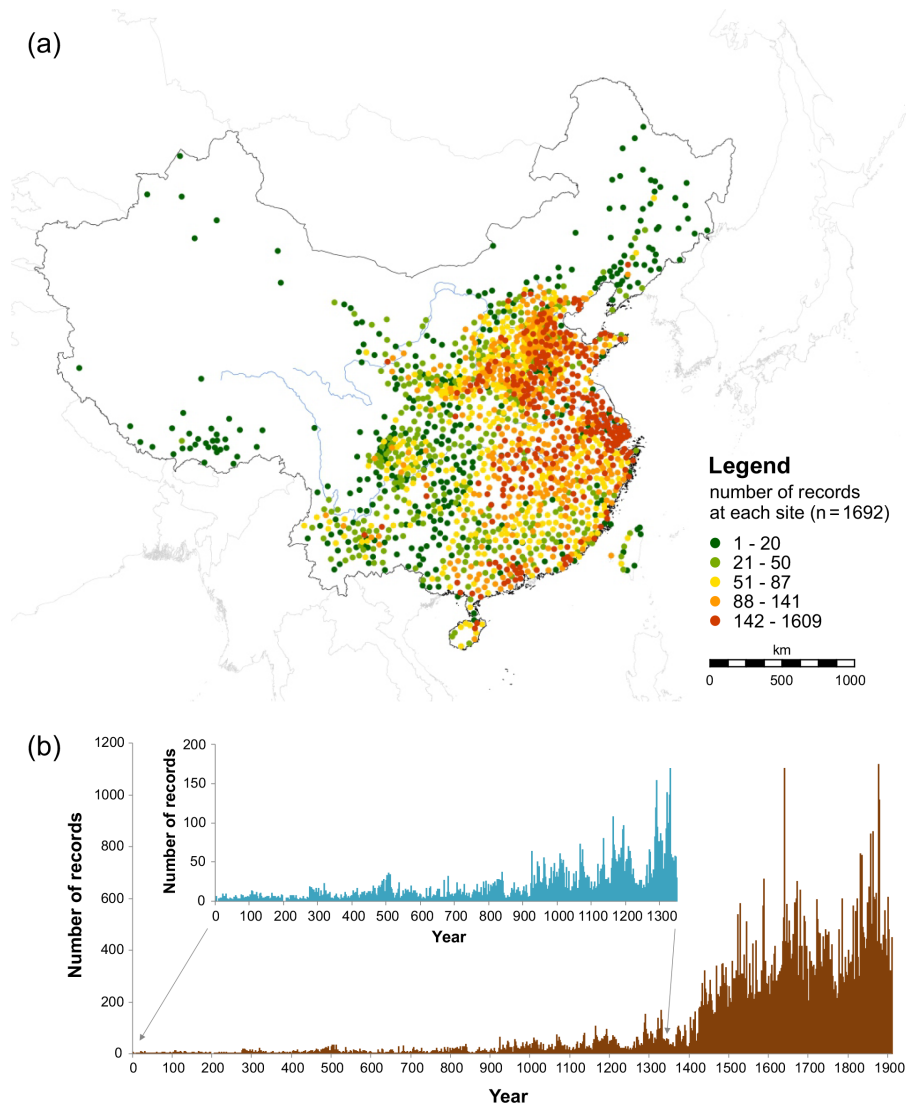 (a)
Legend
number of records
at each site (n = 1692)
1 - 20
21 - 50
51 - 87
88 - 141
142 - 1609
km
0 500 1000
(b)
Number of records
1200
1000
800
600
400
200
0
Number of records
200
150
100
50
0
0 100 200 300 400 500 600 700 800 900 1000 1100 1200 1300
Year
0 100 200 300 400 500 600 700 800 900 1000 1100 1200 1300 1400 1500 1600 1700 1800 1900
Year